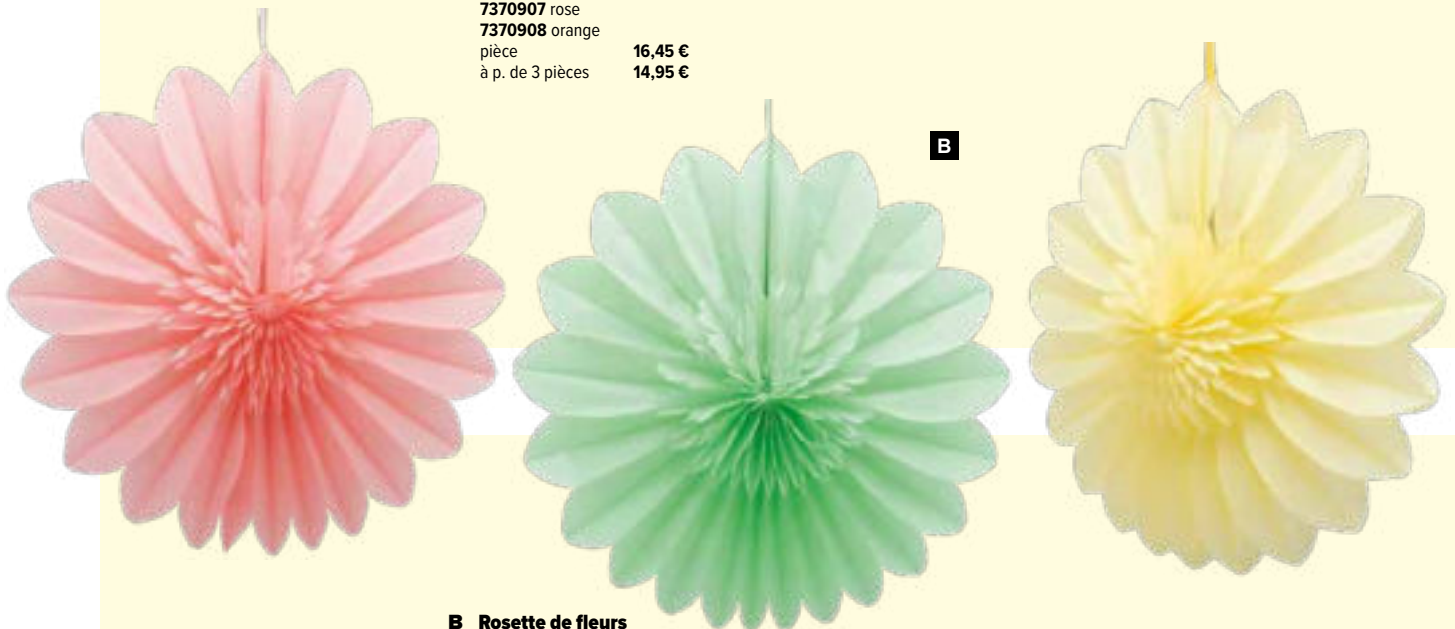 7370907 rose
7370908 orange
pièce 16,45 €
à p. de 3 pièces 14,95 €
B
B Rosette de fleurs